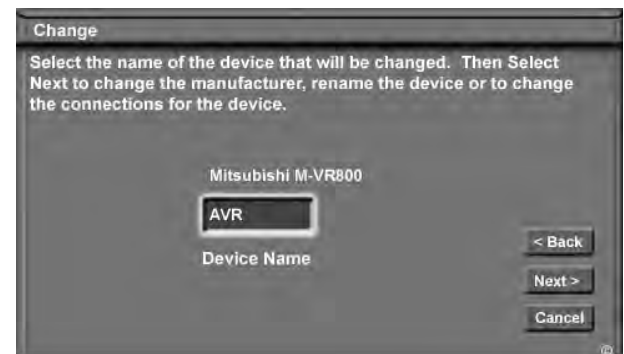 Change
Select the name of the device that will be changed.  Then Select
Next to change the manufacturer, rename the device or to change
the connections for the device.
Mitsubishi M-VR800
AVR
Device Name
< Back
Next >
Cancel